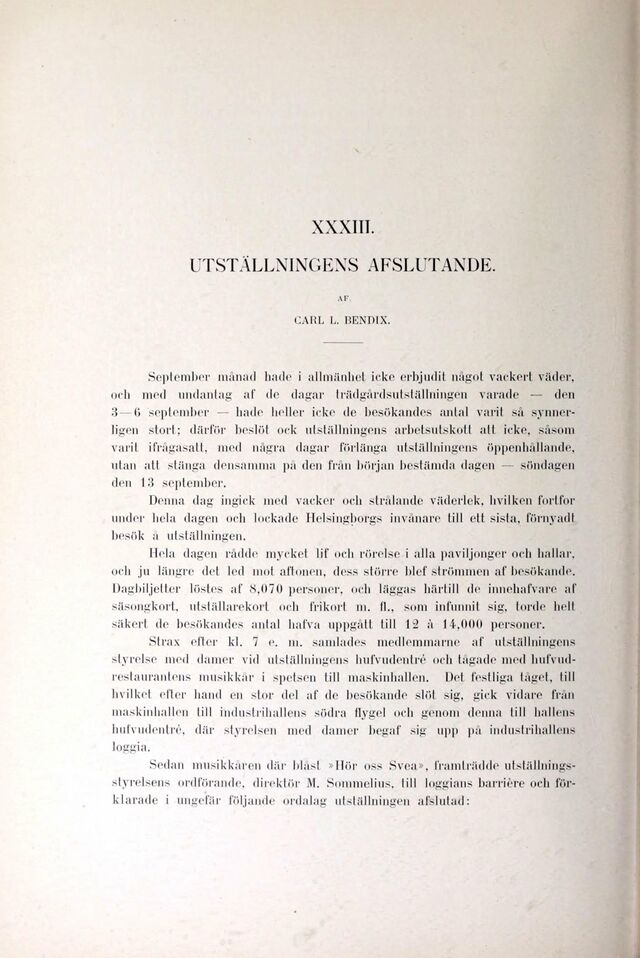 XXXIII.
UTSTÄLLNINGENS AFSLUTANDE.
AF.
CARL L. BENDIX.
September månad hade i allmänhet icke erbjudit något vackert väder,
och med undantag af de dagar trädgårdsutställningen varade — den
3—6 september — hade heller icke de besökandes antal varit så synner-
ligen stort; därför beslöt ock utställningens arbetsutskott att icke, såsom
varit ifrågasatt, med några dagar förlänga utställningens öppenhållande,
utan att stänga densamma på den från början bestämda dagen — söndagen
den 13 september.
Denna dag ingick med vacker och strålande väderlek, hvilken fortfor
under hela dagen och lockade Helsingborgs invånare till ett sista, förnyadt
besök å utställningen.
Hela dagen rådde mycket lif och rörelse i alla paviljonger och hallar,
och ju längre det led mot aftonen, dess större blef strömmen af besökande.
Dagbiljetter löstes af 8,070 personer, och läggas härtill de innehafvare af
säsongkort, utställarekort och frikort m. fl., som infunnit sig, torde helt
säkert de besökandes antal hafva uppgått till 12 à 14,000 personer.
Strax efter kl. 7 e. m. samlades medlemmarne af utställningens
styrelse med damer vid utställningens hufvudentré och tågade med hufvud-
restaurantens musikkår i spetsen till maskinhallen. Det festliga tåget, till
hvilket efter hand en stor del af de besökande slöt sig, gick vidare från
maskinhallen till industrihallens södra flygel och genom denna till hallens
hufvudentré, där styrelsen med damer begaf sig upp på industrihallens
loggia.
Sedan musikkåren där blåst »Hör oss Svea», framträdde utställnings-
styrelsens ordförande, direktör M. Sommelius, till loggians barrière och för-
klarade i ungefär följande ordalag utställningen afslutad: